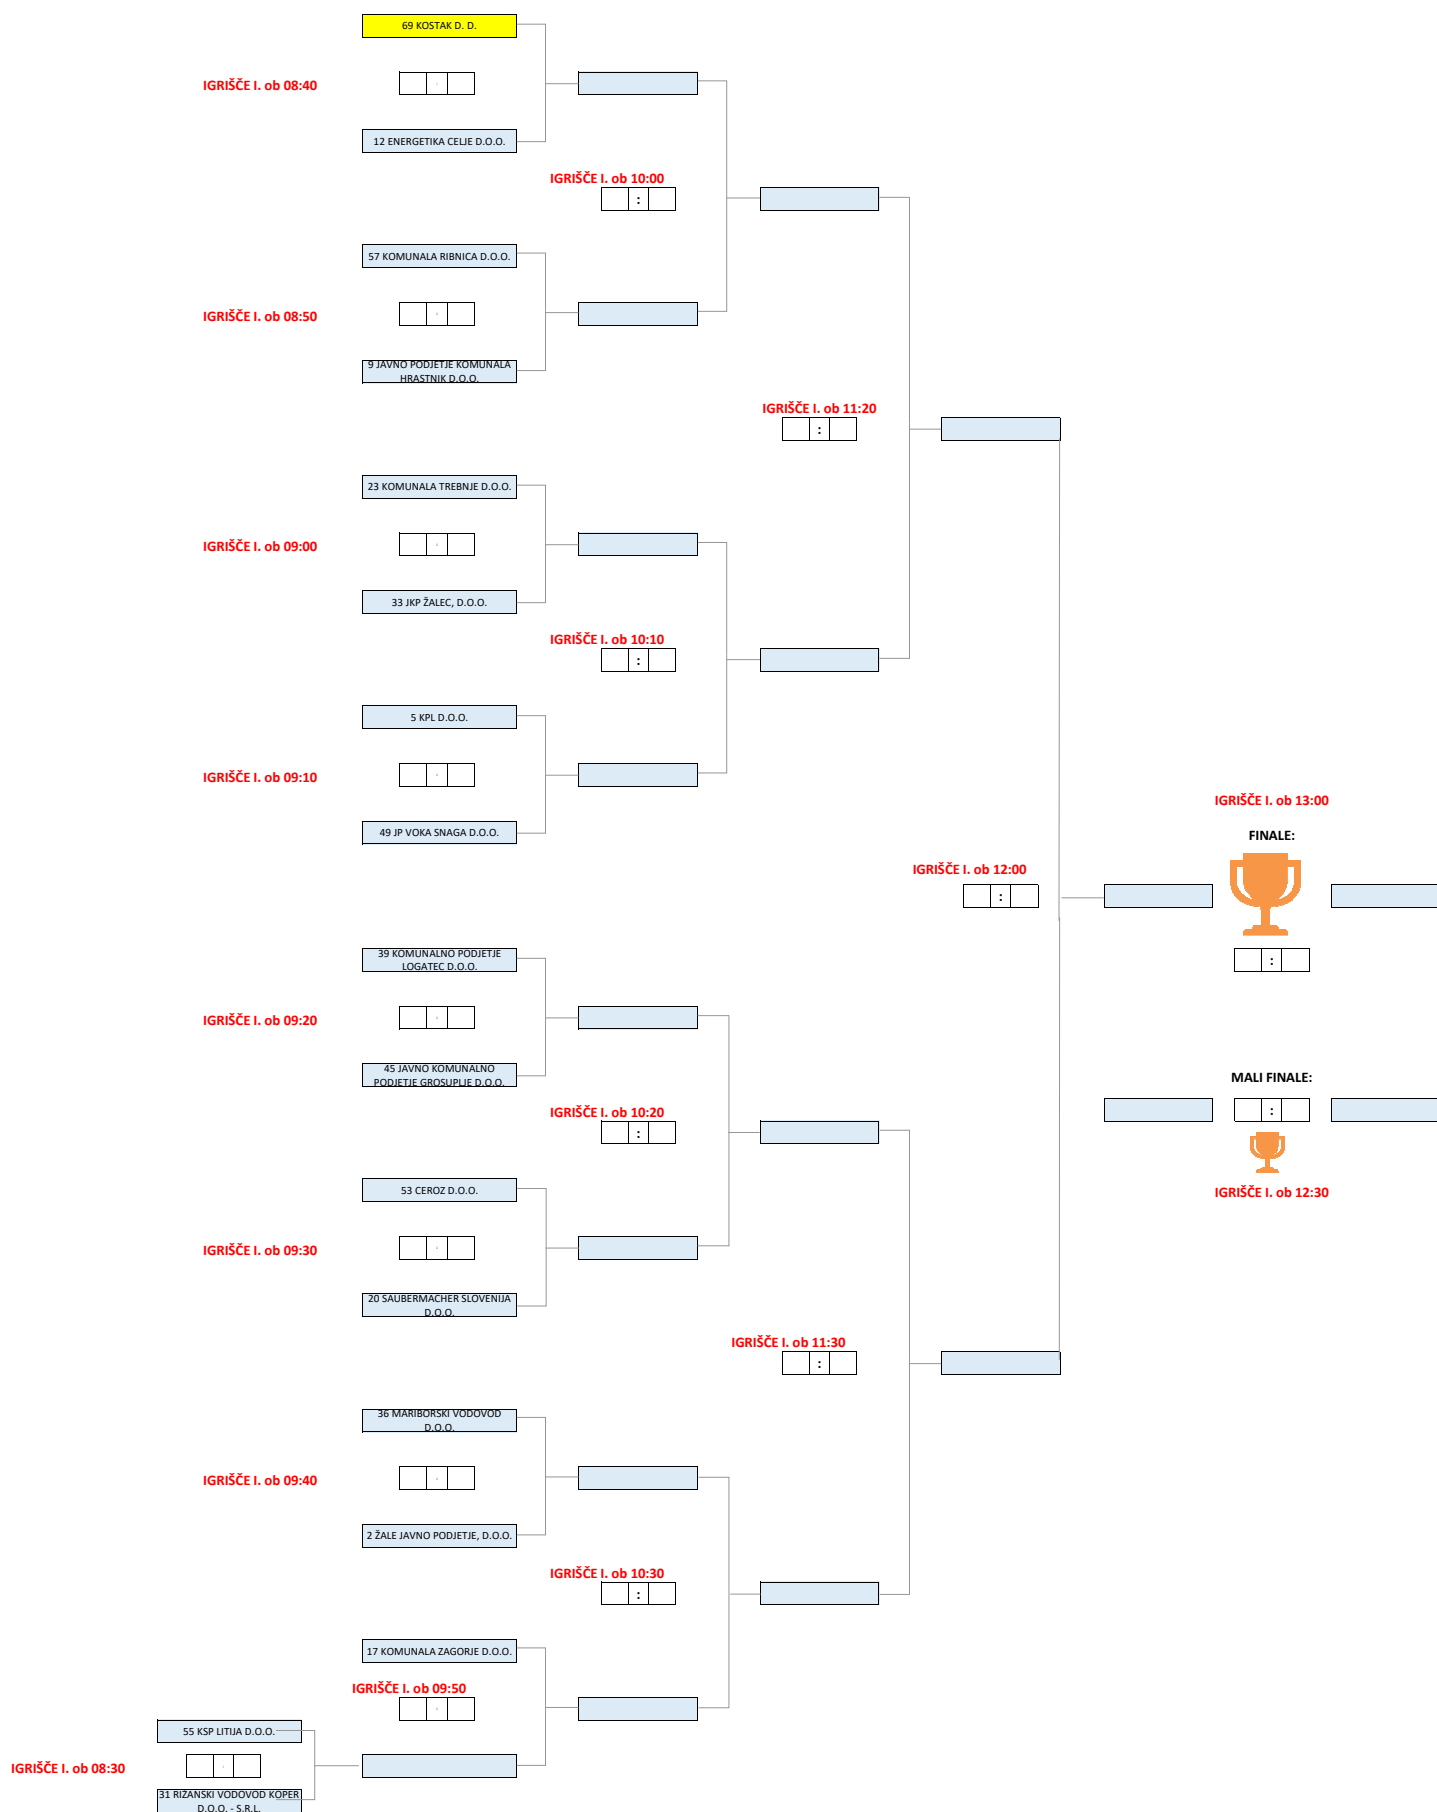 69 KOSTAK D. D.
IGRIŠČE I. ob 08:40
12 ENERGETIKA CELJE D.O.O.
IGRIŠČE I. ob 10:00
:
57 KOMUNALA RIBNICA D.O.O.
IGRIŠČE I. ob 08:50
9 JAVNO PODJETJE KOMUNALA
HRASTNIK D.O.O.
IGRIŠČE I. ob 11:20
:
23 KOMUNALA TREBNJE D.O.O.
IGRIŠČE I. ob 09:00
33 JKP ŽALEC, D.O.O.
IGRIŠČE I. ob 10:10
:
5 KPL D.O.O.
IGRIŠČE I. ob 09:10
49 JP VOKA SNAGA D.O.O.
IGRIŠČE I. ob 13:00
FINALE:
IGRIŠČE I. ob 12:00
:
:
39 KOMUNALNO PODJETJE
LOGATEC D.O.O.
IGRIŠČE I. ob 09:20
45 JAVNO KOMUNALNO
PODJETJE GROSUPLJE D.O.O.
MALI FINALE:
:
IGRIŠČE I. ob 12:30
IGRIŠČE I. ob 10:20
:
53 CEROZ D.O.O.
IGRIŠČE I. ob 09:30
20 SAUBERMACHER SLOVENIJA
D.O.O.
IGRIŠČE I. ob 11:30
:
36 MARIBORSKI VODOVOD
D.O.O.
IGRIŠČE I. ob 09:40
2 ŽALE JAVNO PODJETJE, D.O.O.
IGRIŠČE I. ob 10:30
:
17 KOMUNALA ZAGORJE D.O.O.
IGRIŠČE I. ob 09:50
55 KSP LITIJA D.O.O.
IGRIŠČE I. ob 08:30
31 RIŽANSKI VODOVOD KOPER
D.O.O. - S.R.L.